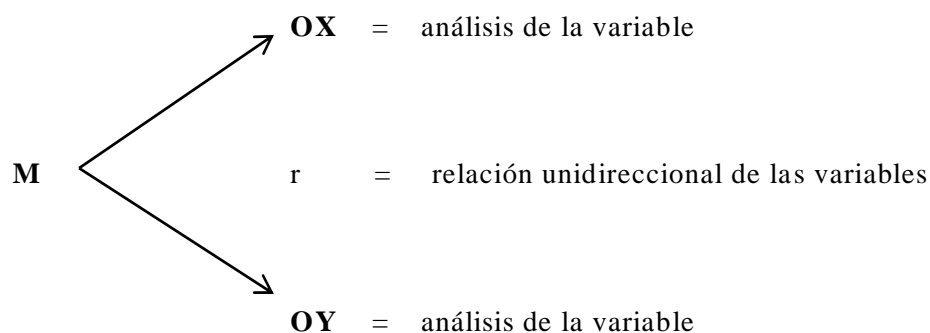 OX = análisis de la variable
M r = relación unidireccional de las variables
OY = análisis de la variable